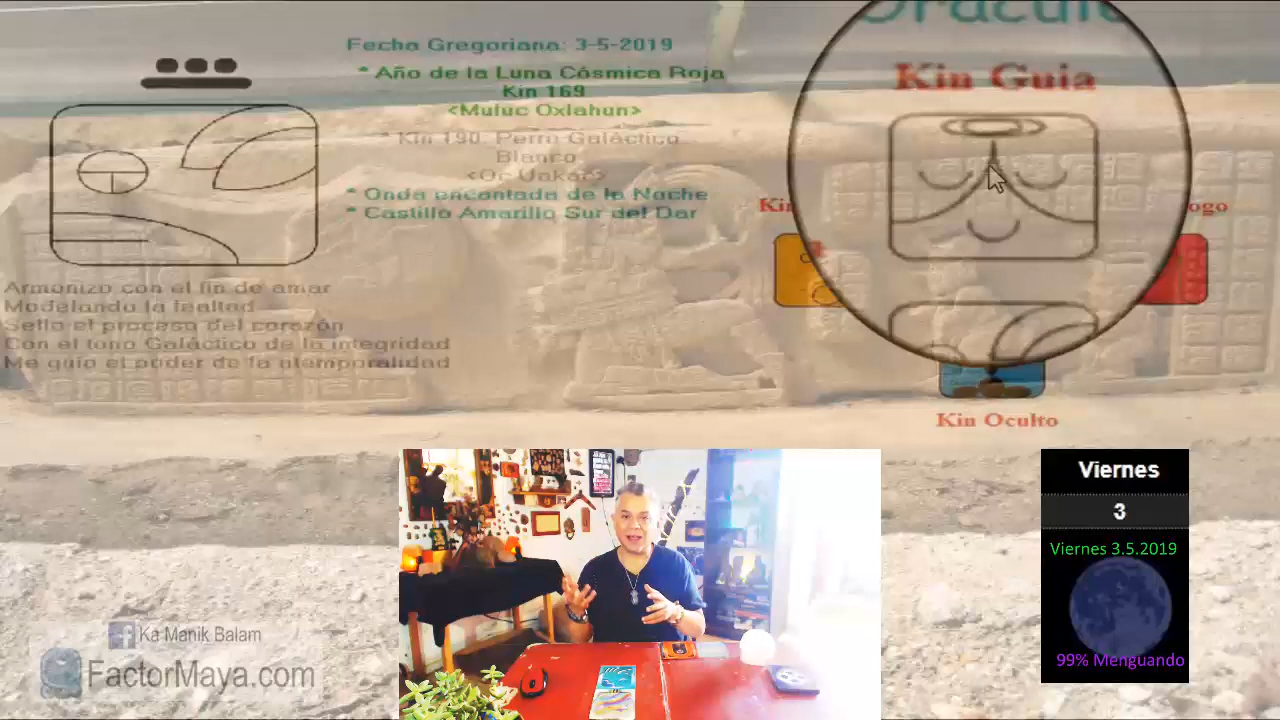 Oráculo
Fecha Gregoriana: 3-5-2019
* Año de la Luna Cósmica Roja
Kin 169
<Muluc Oxlahun>
* Kin 190. Perro Galáctico
Blanco
* Onda encantada de la Noche
* Castillo Amarillo Sur del Dar
Armonizo con el fin de amar
Modelando la lealtad
Sello el proceso del corazón
Con el tono Galáctico de la integridad
Me guío el poder de la atemporalidad
Kin Guia
Kin Oculto
Viernes
3
Viernes 3.5.2019
99% Menguando
Ka Manik Balam
FactorMaya.com